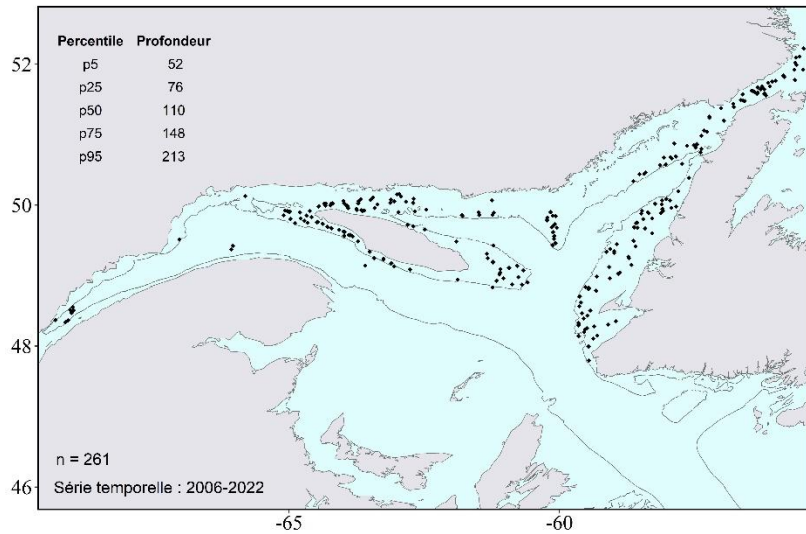 Percentile Profondeur
p5 52
p25 76
p50 110
p75 148
p95 213
52
50
48
46
n = 261
Série temporelle : 2006-2022
-65 -60